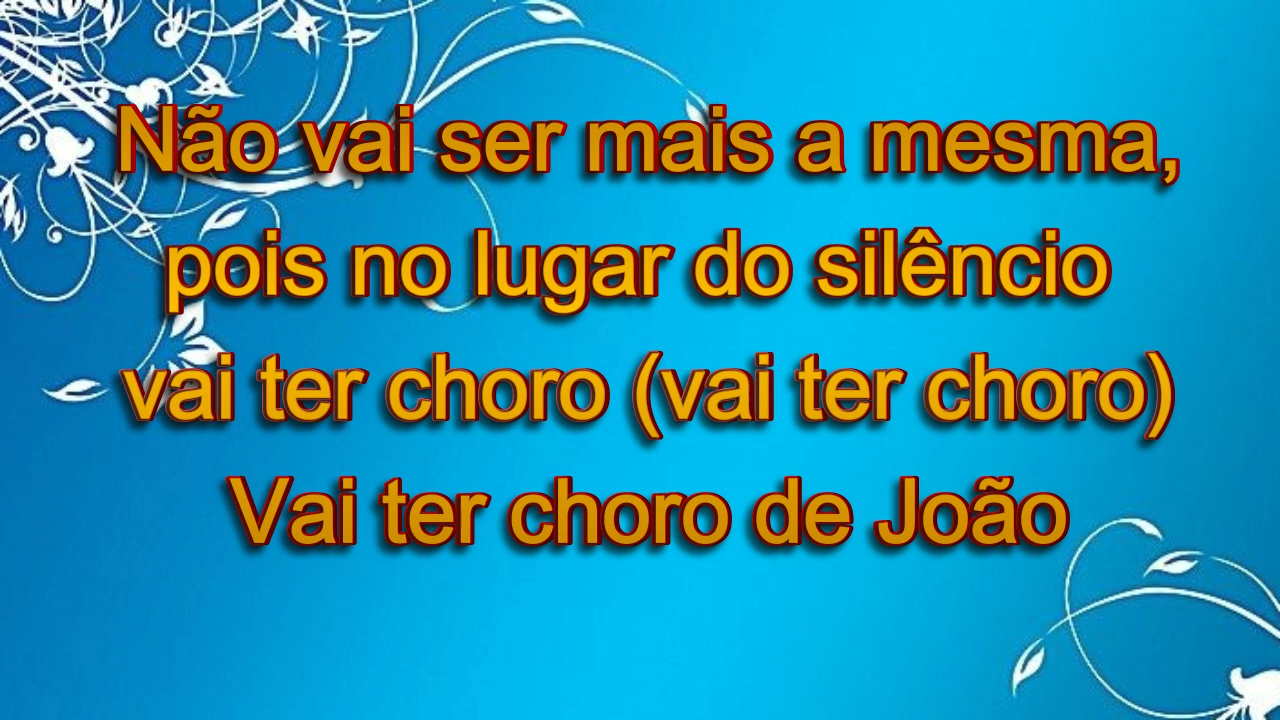 Não vai ser mais a mesma,
pois no lugar do silêncio
vai ter choro (vai ter choro)
Vai ter choro de João